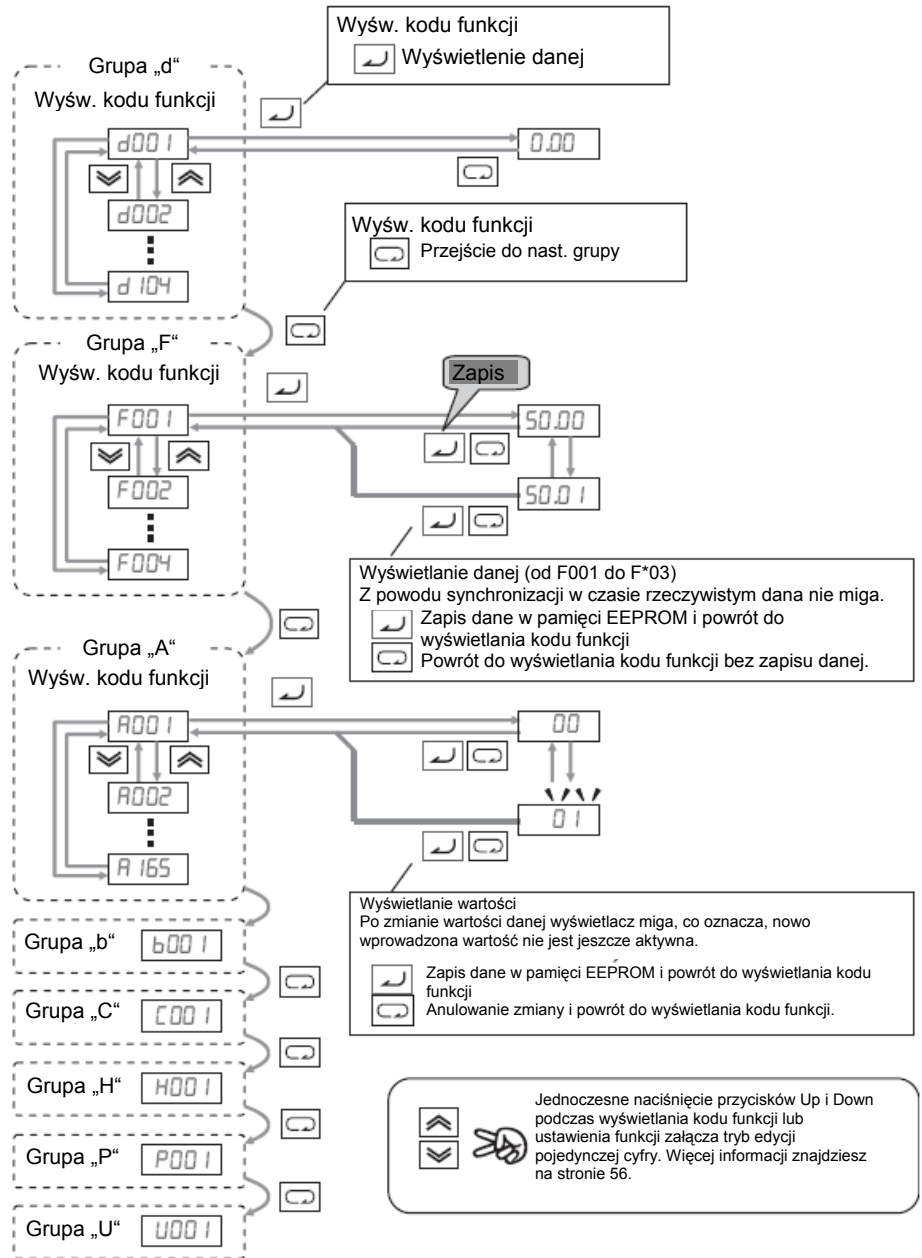 Wyśw. kodu funkcji
Wyświetlenie danej
Grupa „d“
Wyśw. kodu funkcji
d001
0.00
d002
d104
Wyśw. kodu funkcji
Przejście do nast. grupy
Grupa „F“
Wyśw. kodu funkcji
Zapis
F001
50.00
F002
50.01
F004
Wyświetlanie danej (od F001 do F*03)
Z powodu synchronizacji w czasie rzeczywistym dana nie miga.
Zapis dane w pamięci EEPROM i powrót do
wyświetlania kodu funkcji
Powrót do wyświetlania kodu funkcji bez zapisu danej.
Grupa „A“
Wyśw. kodu funkcji
A001
00
A002
01
A165
Wyświetlanie wartości
Po zmianie wartości danej wyświetlacz miga, co oznacza, nowo
wprowadzona wartość nie jest jeszcze aktywna.
Zapis dane w pamięci EEPROM i powrót do wyświetlania kodu
funkcji
Anulowanie zmiany i powrót do wyświetlania kodu funkcji.
Grupa „b“ b001
Grupa „C“ C001
Grupa „H“ H001
Grupa „P“ P001
Grupa „U“ U001
Jednoczesne naciśnięcie przycisków Up i Down
podczas wyświetlania kodu funkcji lub
ustawienia funkcji załącza tryb edycji
pojedynczej cyfry. Więcej informacji znajdziesz
na stronie 56.